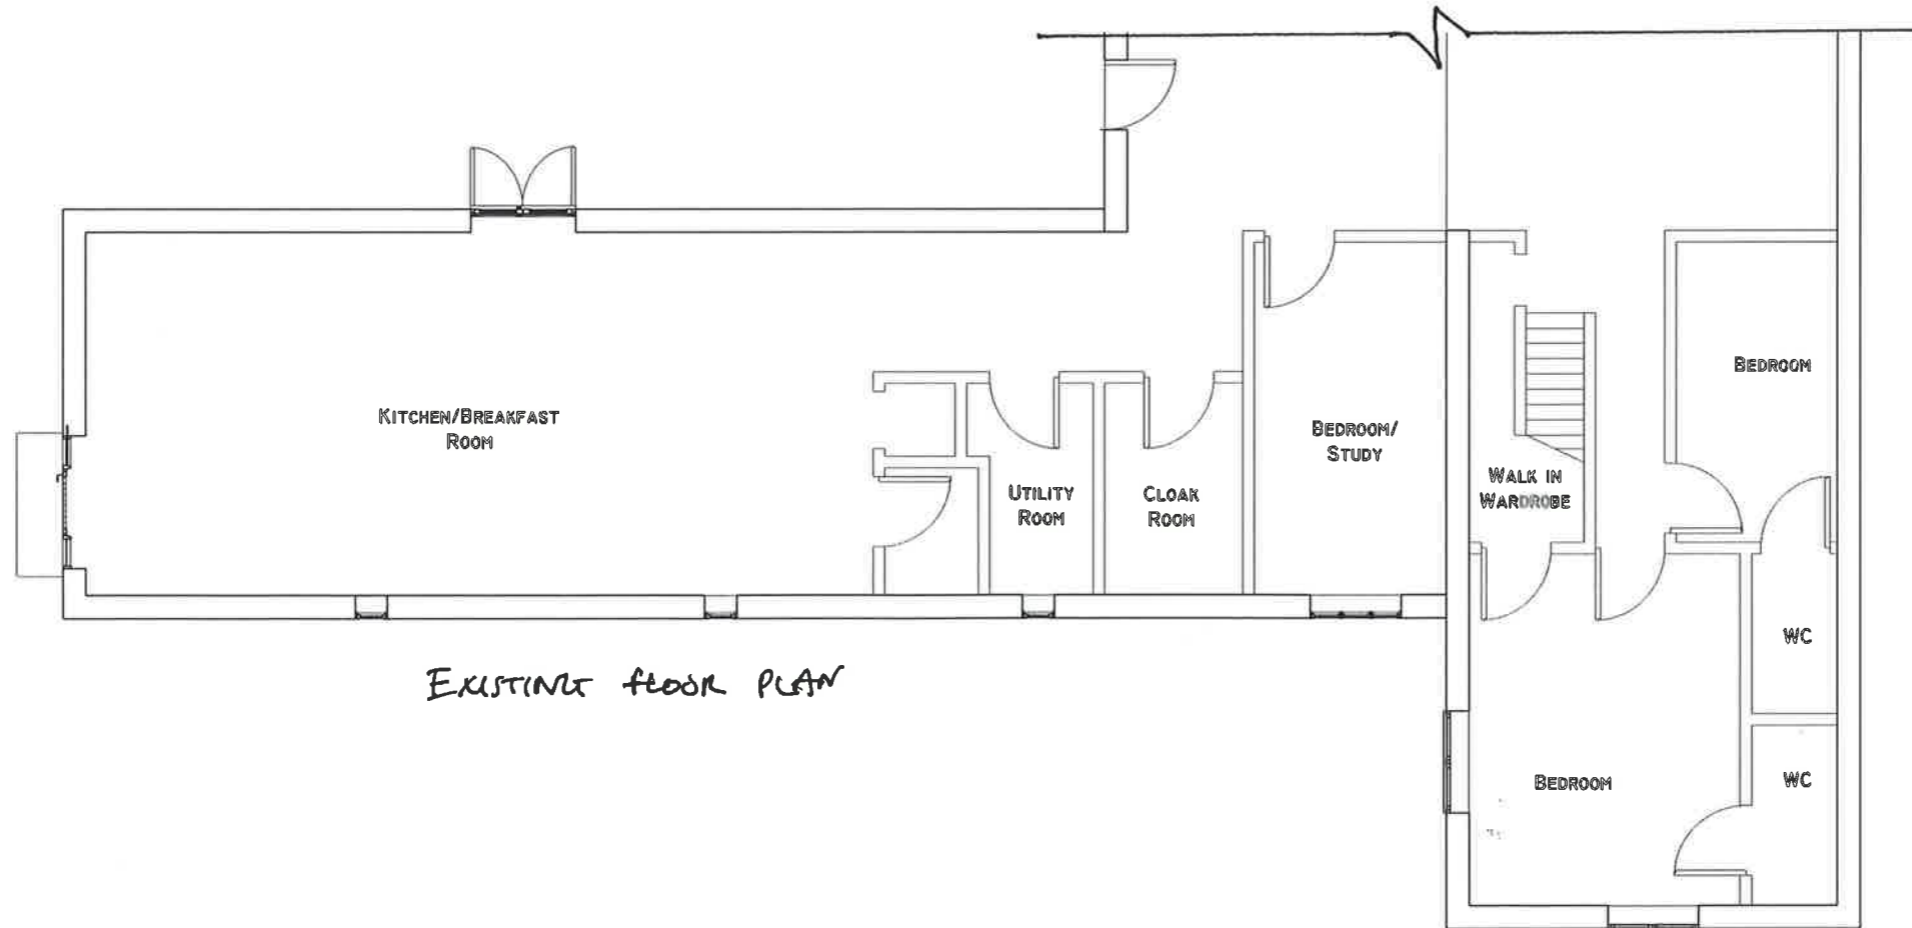 Kitchen/Breakfast
Room
Utility
Room
Cloak
Room
Bedroom/
Study
Walk in
Wardrobe
Bedroom
WC
Bedroom
WC
EXISTING FLOOR PLAN